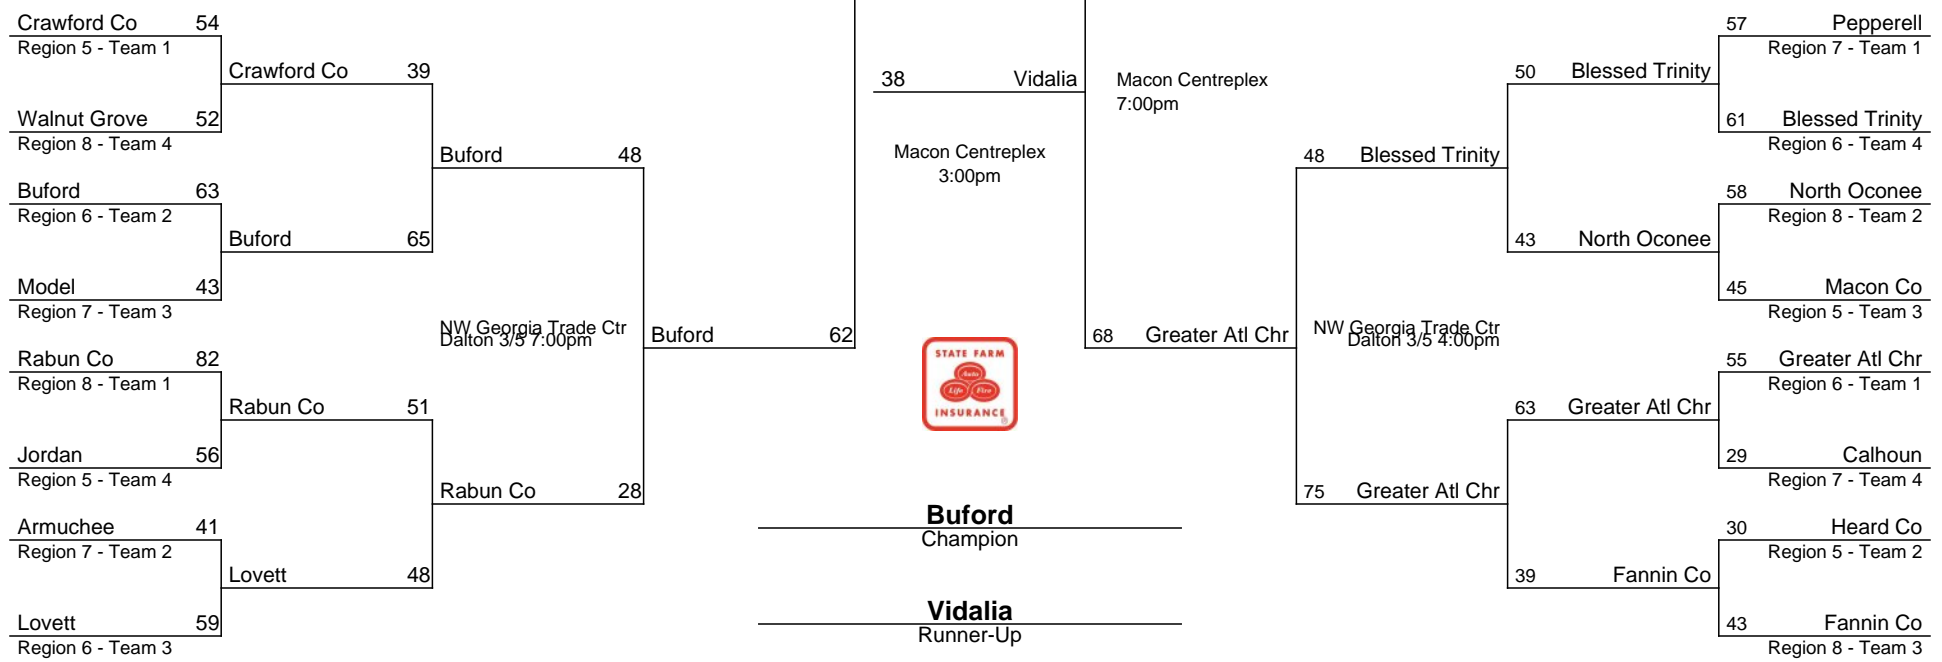 Crawford Co 54
Region 5 - Team 1
Crawford Co 39
Walnut Grove 52
Region 8 - Team 4
Buford 48
Buford 63
Region 6 - Team 2
Buford 65
Model 43
Region 7 - Team 3
NW Georgia Trade Ctr
Dalton 3/5 7:00pm
Buford 62
Rabun Co 82
Region 8 - Team 1
Rabun Co 51
Jordan 56
Region 5 - Team 4
Rabun Co 28
Armuchee 41
Region 7 - Team 2
Lovett 48
Lovett 59
Region 6 - Team 3
38 Vidalia
Macon Centreplex
3:00pm
Macon Centreplex
7:00pm
STATE FARM
Auto
Life Fire
INSURANCE
®
Buford
Champion
Vidalia
Runner-Up
57 Pepperell
Region 7 - Team 1
50 Blessed Trinity
61 Blessed Trinity
Region 6 - Team 4
48 Blessed Trinity
58 North Oconee
Region 8 - Team 2
43 North Oconee
45 Macon Co
Region 5 - Team 3
68 Greater Atl Chr
NW Georgia Trade Ctr
Dalton 3/5 4:00pm
55 Greater Atl Chr
Region 6 - Team 1
63 Greater Atl Chr
29 Calhoun
Region 7 - Team 4
75 Greater Atl Chr
30 Heard Co
Region 5 - Team 2
39 Fannin Co
43 Fannin Co
Region 8 - Team 3